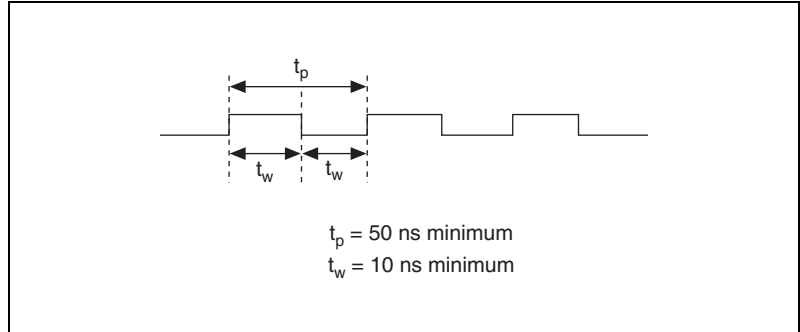 tp
tw tw
tp = 50 ns minimum
tw = 10 ns minimum